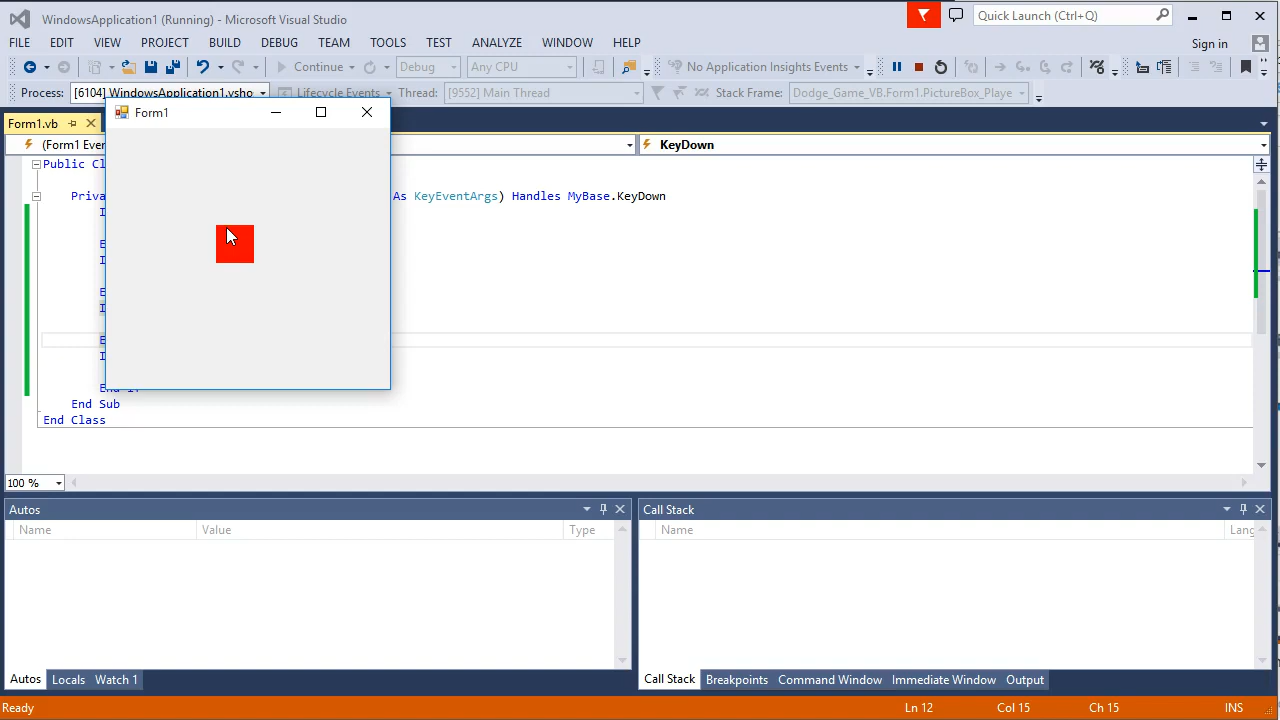 WindowsApplication1 (Running) - Microsoft Visual Studio
Quick Launch (Ctrl+Q)
FILE EDIT VIEW PROJECT BUILD DEBUG TEAM TOOLS TEST ANALYZE WINDOW HELP
Sign in
Continue Debug Any CPU No Application Insights Events
Process: [6104] WindowsApplication1.vsho Lifecycle Events Thread: [9552] Main Thread Stack Frame: Dodge_Game_VB.Form1.PictureBox_Playe
Form1
Form1.vb
(Form1 Even KeyDown
Public Cl
Priva As KeyEventArgs) Handles MyBase.KeyDown
I
E
I
E
I
E
I
End If
End Sub
End Class
100 %
Autos
Call Stack
Name Value Type
Name Lang
Autos Locals Watch 1
Call Stack Breakpoints Command Window Immediate Window Output
Ready Ln 12 Col 15 Ch 15 INS